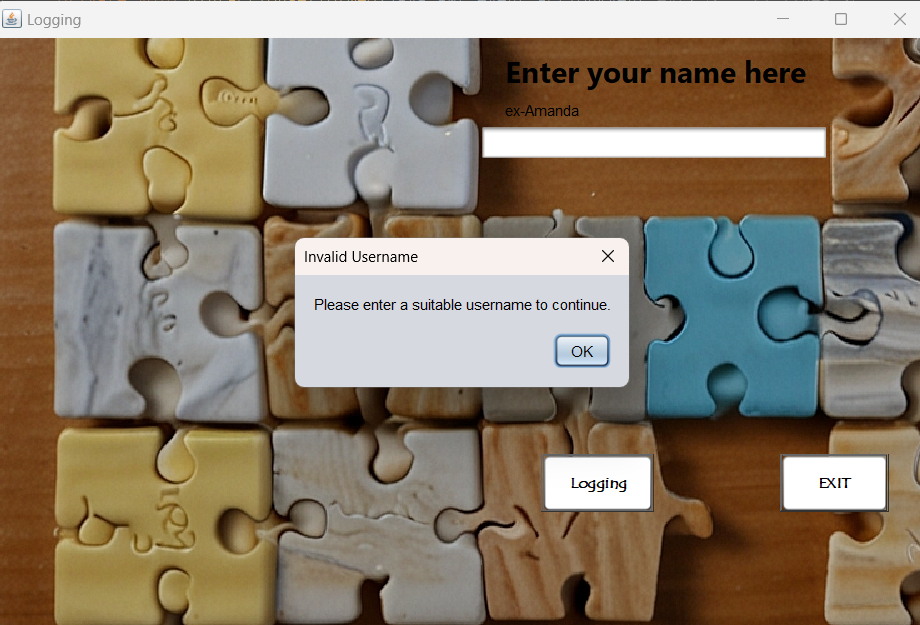 Logging
Enter your name here
ex-Amanda
Invalid Username
Please enter a suitable username to continue.
OK
Logging
EXIT